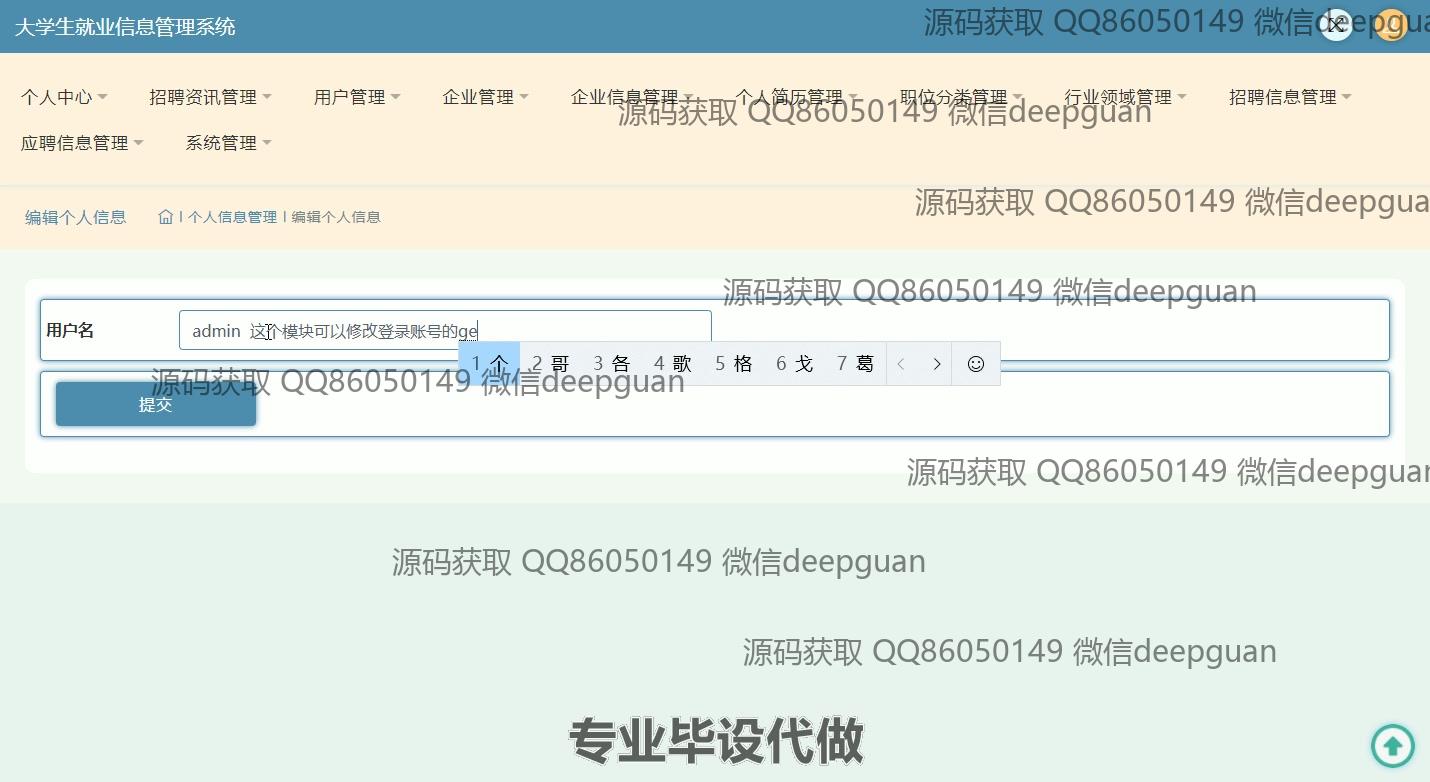 大学生就业信息管理系统
源码获取 QQ86050149 微信deepgua
个人中心 招聘资讯管理 用户管理 企业管理 企业信息管理 个人简历管理 职位分类管理 行业领域管理 招聘信息管理
源码获取 QQ86050149 微信deepguan
应聘信息管理 系统管理
源码获取 QQ86050149 微信deepgua
编辑个人信息 个人信息管理 编辑个人信息
源码获取 QQ86050149 微信deepguan
用户名 admin 这个模块可以修改登录账号的ge
1 个 2 哥 3 各 4 歌 5 格 6 戈 7 葛
源码获取 QQ86050149 微信deepguan
提交
源码获取 QQ86050149 微信deepguan
源码获取 QQ86050149 微信deepguan
源码获取 QQ86050149 微信deepguan
专业毕设代做